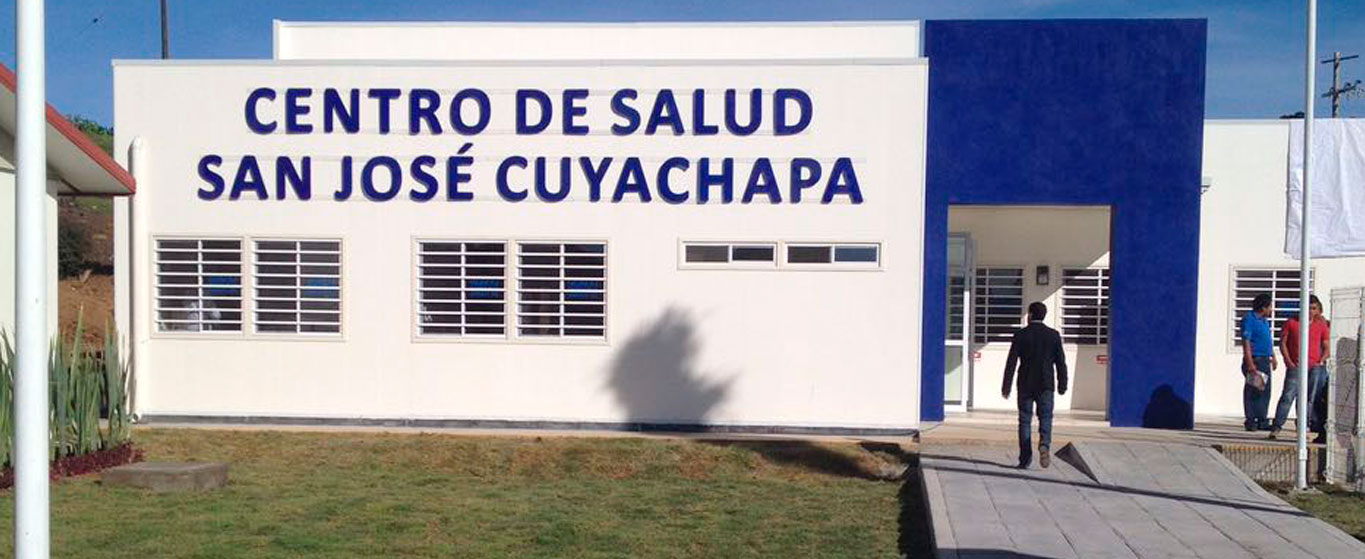 CENTRO DE SALUD
SAN JOSÉ CUYACHAPA